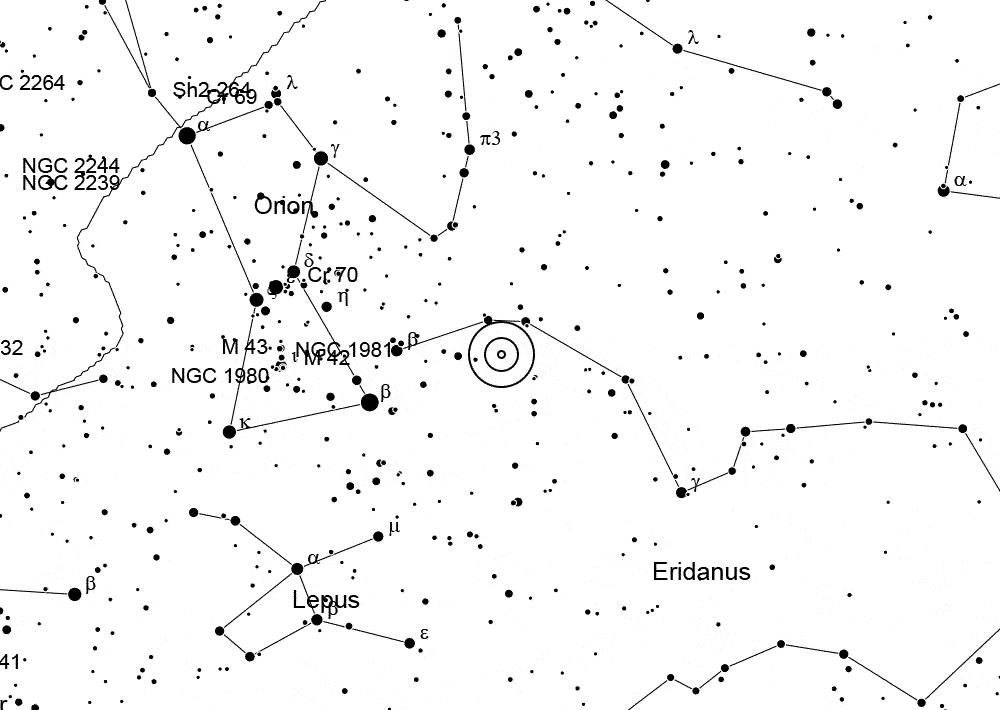 λ
C 2264
Sh2-264
λ
Cr 69
α
π3
γ
NGC 2244
α
NGC 2239
Orion
δ
Cr 70
ε
ζ
η
32
M 43
NGC 1981
β
ι
M 42
NGC 1980
β
κ
γ
μ
α
β
Eridanus
Lepus
β
ε
41
r